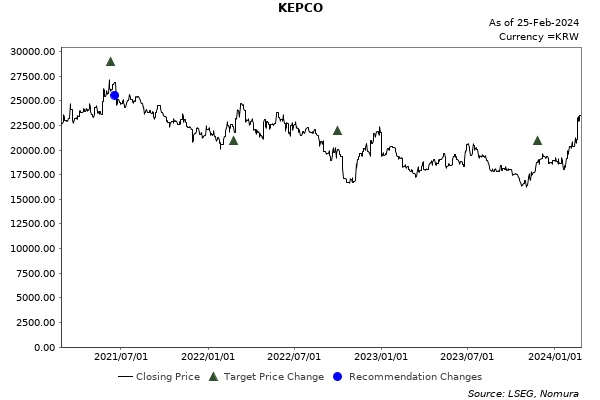 KEPCO
As of 25-Feb-2024
Currency =KRW
30000.00
27500.00
25000.00
22500.00
20000.00
17500.00
15000.00
12500.00
10000.00
7500.00
5000.00
2500.00
0.00
2021/07/01 2022/01/01 2022/07/01 2023/01/01 2023/07/01 2024/01/01
Closing Price Target Price Change Recommendation Changes
Source: LSEG, Nomura